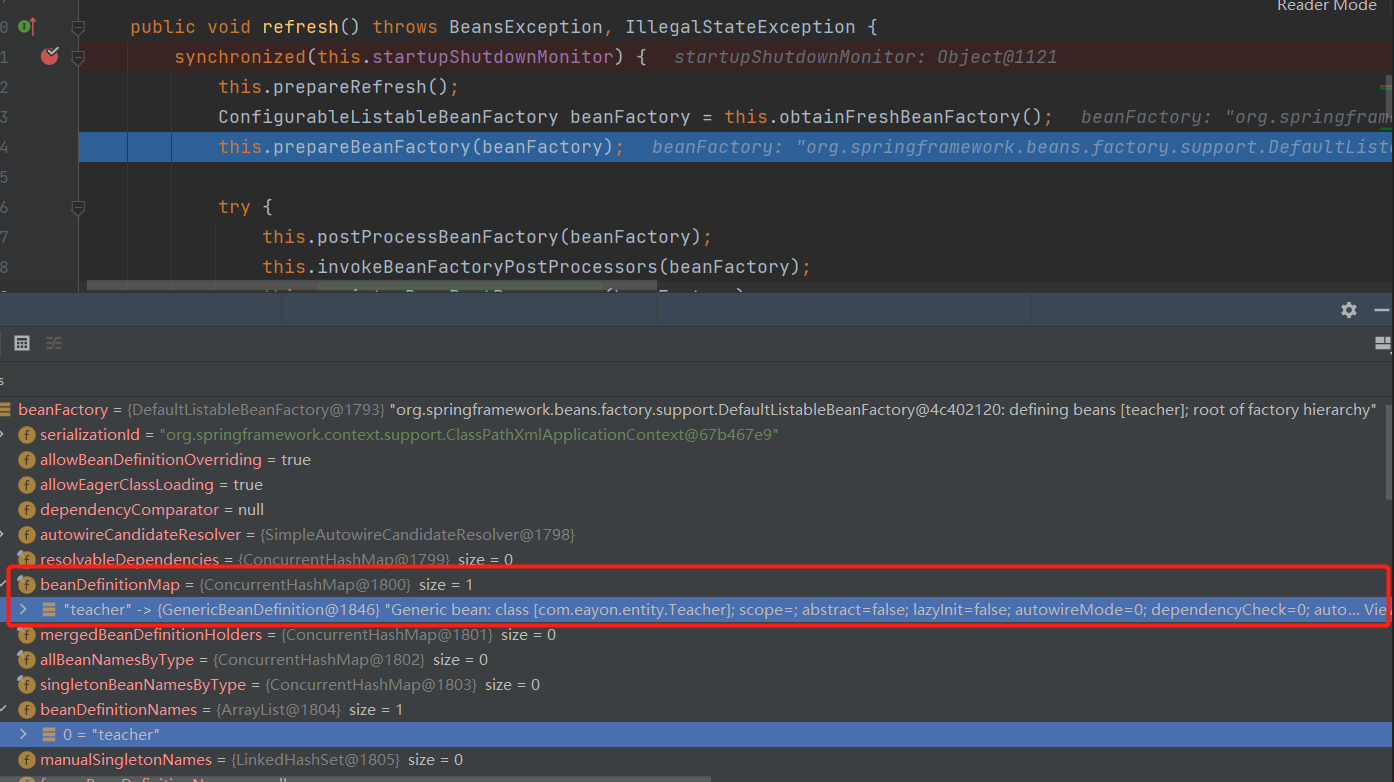 Reader Mode
0 public void refresh() throws BeansException, IllegalStateException {
1 synchronized(this.startupShutdownMonitor) { startupShutdownMonitor: Object@1121
2 this.prepareRefresh();
3 ConfigurableListableBeanFactory beanFactory = this.obtainFreshBeanFactory(); beanFactory: "org.springfram
4 this.prepareBeanFactory(beanFactory); beanFactory: "org.springframework.beans.factory.support.DefaultListe
5
6 try {
7 this.postProcessBeanFactory(beanFactory);
8 this.invokeBeanFactoryPostProcessors(beanFactory);
s
beanFactory = {DefaultListableBeanFactory@1793} "org.springframework.beans.factory.support.DefaultListableBeanFactory@4c402120: defining beans [teacher]; root of factory hierarchy"
f serializationId = "org.springframework.context.support.ClassPathXmlApplicationContext@67b467e9"
f allowBeanDefinitionOverriding = true
f allowEagerClassLoading = true
f dependencyComparator = null
f autowireCandidateResolver = {SimpleAutowireCandidateResolver@1798}
f resolvableDependencies = {ConcurrentHashMap@1799} size = 0
f beanDefinitionMap = {ConcurrentHashMap@1800} size = 1
"teacher" -> {GenericBeanDefinition@1846} "Generic bean: class [com.eayon.entity.Teacher]; scope=; abstract=false; lazyInit=false; autowireMode=0; dependencyCheck=0; auto... Vie
f mergedBeanDefinitionHolders = {ConcurrentHashMap@1801} size = 0
f allBeanNamesByType = {ConcurrentHashMap@1802} size = 0
f singletonBeanNamesByType = {ConcurrentHashMap@1803} size = 0
f beanDefinitionNames = {ArrayList@1804} size = 1
0 = "teacher"
f manualSingletonNames = {LinkedHashSet@1805} size = 0